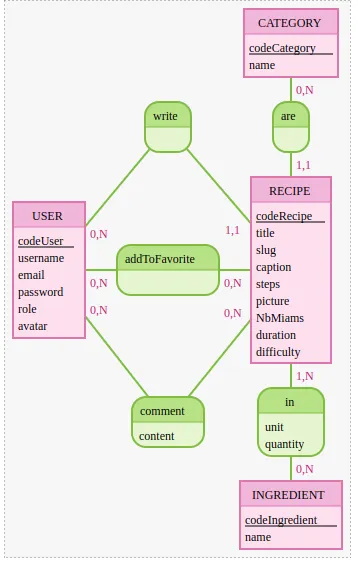 CATEGORY
codeCategory
name
0,N
write
are
1,1
USER
codeUser
username
email
password
role
avatar
0,N
1,1
addToFavorite
0,N
0,N
0,N
0,N
RECIPE
codeRecipe
title
slug
caption
steps
picture
NbMiams
duration
difficulty
1,N
comment
content
in
unit
quantity
0,N
INGREDIENT
codeIngredient
name